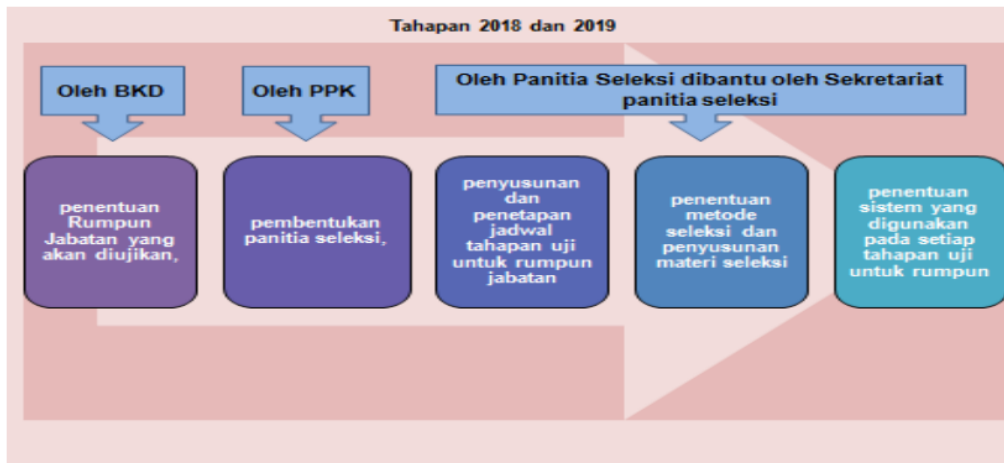 Tahapan 2018 dan 2019
Oleh BKD
Oleh PPK
Oleh Panitia Seleksi dibantu oleh Sekretariat
panitia seleksi
penentuan
Rumpun
Jabatan yang
akan diujikan,
pembentukan
panitia seleksi,
penyusunan
dan
penetapan
jadwal
tahapan uji
untuk rumpun
jabatan
penentuan
metode
seleksi dan
penyusunan
materi seleksi
penentuan
sistem yang
digunakan
pada setiap
tahapan uji
untuk rumpun